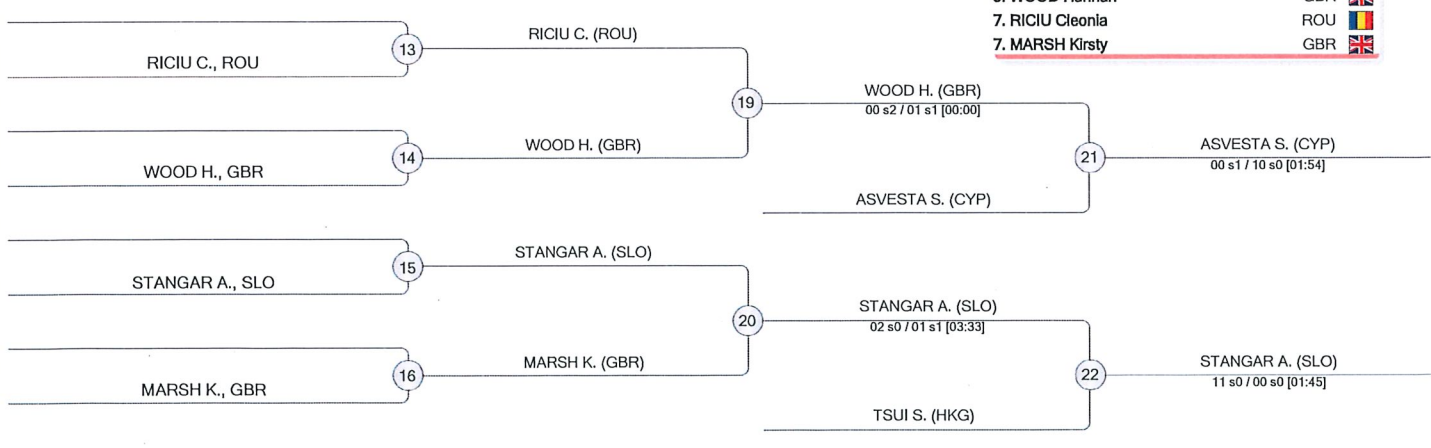 7. RICIU Cleonia ROU
7. MARSH Kirsty GBR
13
RICIU C., ROU
RICIU C. (ROU)
19
WOOD H. (GBR)
00 s2 / 01 s1 [00:00]
14
WOOD H., GBR
WOOD H. (GBR)
21
ASVESTA S. (CYP)
00 s1 / 10 s0 [01:54]
ASVESTA S. (CYP)
15
STANGAR A., SLO
STANGAR A. (SLO)
20
STANGAR A. (SLO)
02 s0 / 01 s1 [03:33]
16
MARSH K., GBR
MARSH K. (GBR)
22
STANGAR A. (SLO)
11 s0 / 00 s0 [01:45]
TSUI S. (HKG)